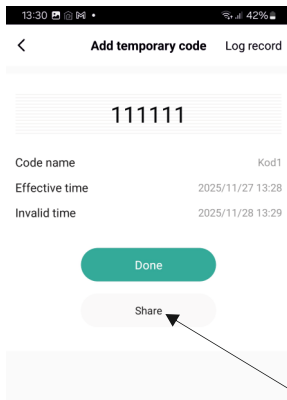 13:30 42%
Add temporary code Log record
111111
Code name Kod1
Effective time 2025/11/27 13:28
Invalid time 2025/11/28 13:29
Done
Share